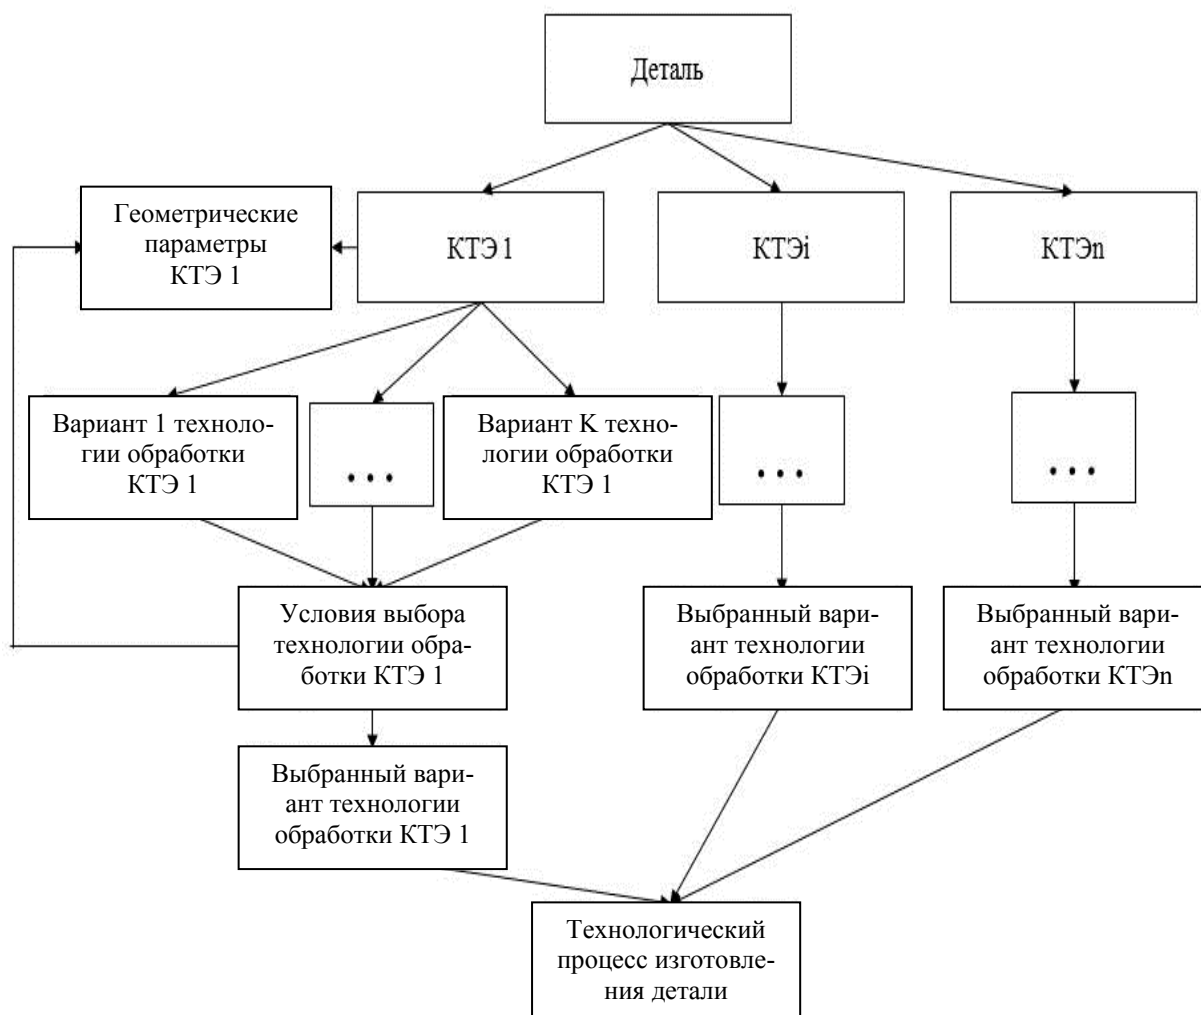 Деталь
Геометрические
параметры
КТЭ 1
КТЭ 1
КТЭi
КТЭn
Вариант 1 техноло-
гии обработки
КТЭ 1
...
Вариант К техно-
логии обработки
КТЭ 1
...
...
Условия выбора
технологии обра-
ботки КТЭ 1
Выбранный вари-
ант технологии
обработки КТЭi
Выбранный вари-
ант технологии
обработки КТЭn
Выбранный вари-
ант технологии
обработки КТЭ 1
Технологический
процесс изготовле-
ния детали